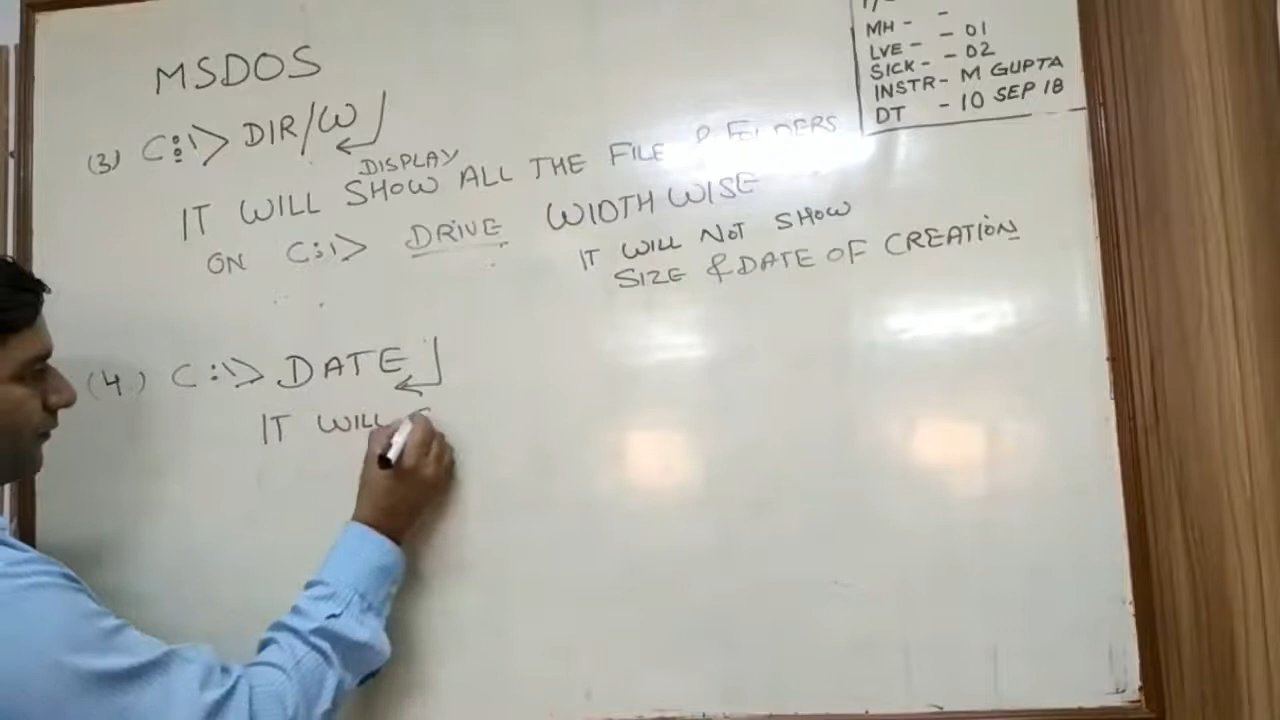 MSDOS
(3) C:\> DIR/W
DISPLAY
IT WILL SHOW ALL THE FILE & FOLDERS
ON C:\> DRIVE WIDTH WISE
IT WILL NOT SHOW
SIZE & DATE OF CREATION
(4) C:\> DATE
IT WILL
MH - -
LVE - - 01
SICK - - 02
INSTR - M GUPTA
DT - 10 SEP 18